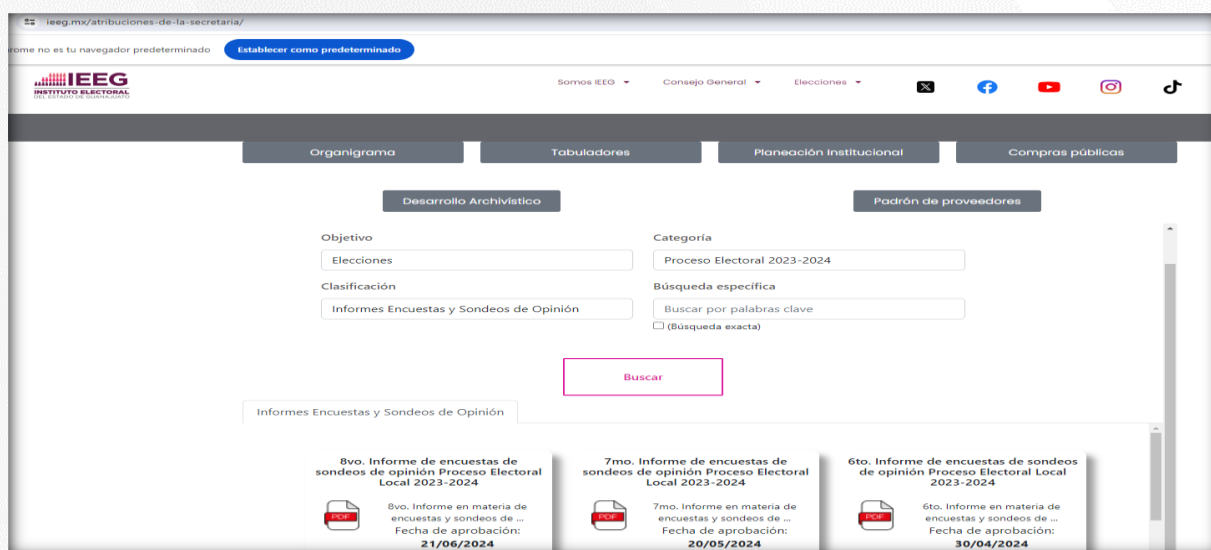 ieeg.mx/atribuciones-de-la-secretaria/
rome no es tu navegador predeterminado
Establecer como predeterminado
IEEG
INSTITUTO ELECTORAL
DEL ESTADO DE GUANAJUATO
Somos IEEG
Consejo General
Elecciones
Organigrama
Tabuladores
Planeación Institucional
Compras públicas
Desarrollo Archivístico
Padrón de proveedores
Objetivo
Categoría
Elecciones
Proceso Electoral 2023-2024
Clasificación
Búsqueda específica
Informes Encuestas y Sondeos de Opinión
Buscar por palabras clave
(Búsqueda exacta)
Buscar
Informes Encuestas y Sondeos de Opinión
8vo. Informe de encuestas de
sondeos de opinión Proceso Electoral
Local 2023-2024
PDF
8vo. Informe en materia de
encuestas y sondeos de ...
Fecha de aprobación:
21/06/2024
7mo. Informe de encuestas de
sondeos de opinión Proceso Electoral
Local 2023-2024
PDF
7mo. Informe en materia de
encuestas y sondeos de ...
Fecha de aprobación:
20/05/2024
6to. Informe de encuestas de sondeos
de opinión Proceso Electoral Local
2023-2024
PDF
6to. Informe en materia de
encuestas y sondeos de ...
Fecha de aprobación:
30/04/2024